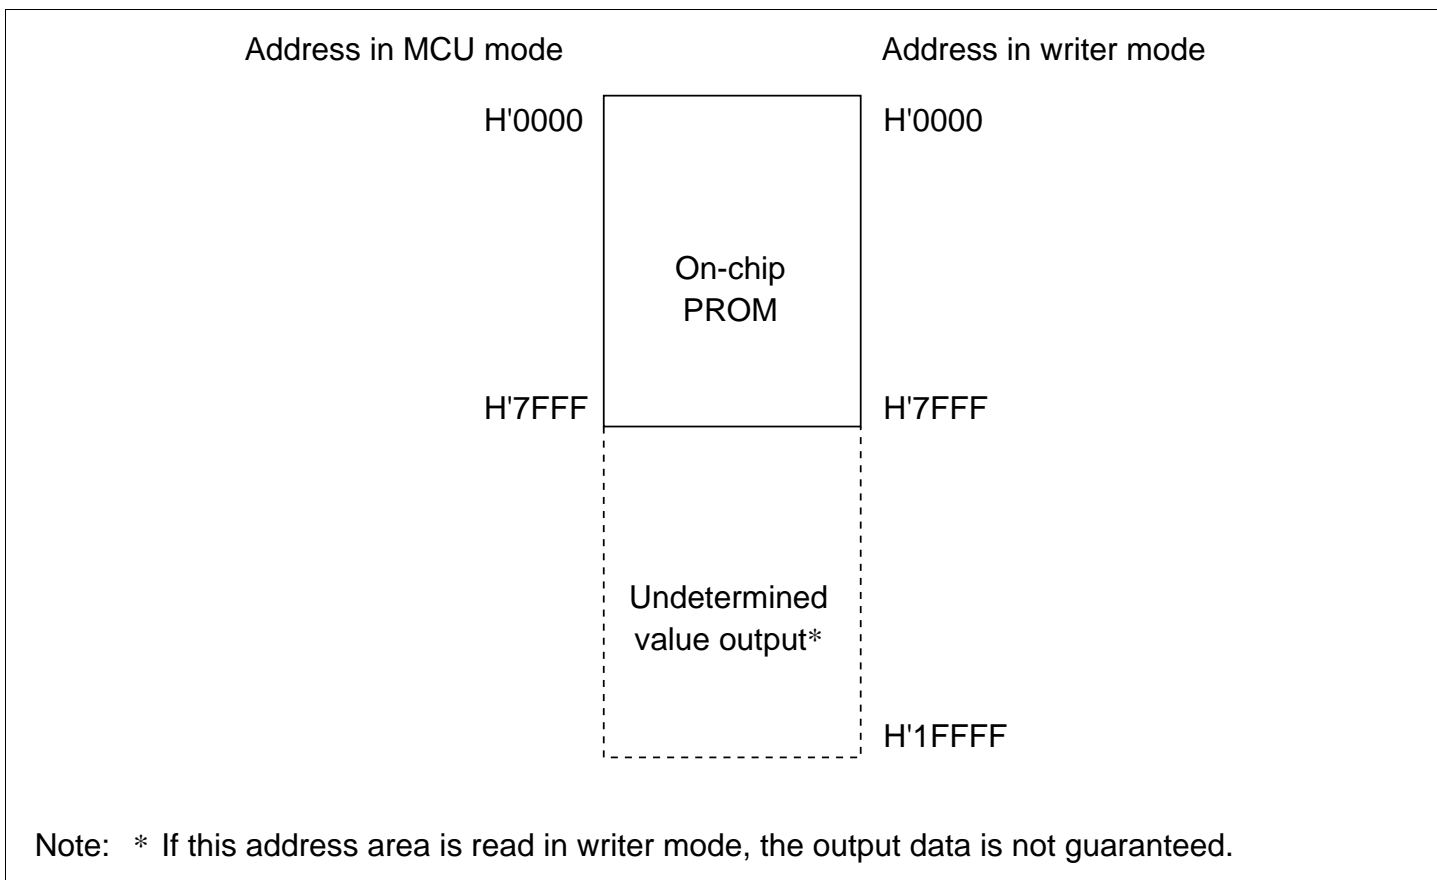 Address in MCU mode Address in writer mode
H'0000 H'0000
On-chip
PROM
H'7FFF H'7FFF
Undetermined
value output*
H'1FFFF
Note: * If this address area is read in writer mode, the output data is not guaranteed.